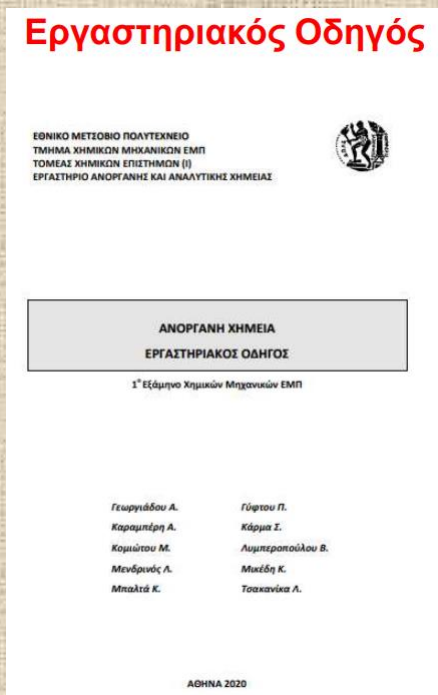 Εργαστηριακός Οδηγός
ΕΘΝΙΚΟ ΜΕΤΣΟΒΙΟ ΠΟΛΥΤΕΧΝΕΙΟ
ΤΜΗΜΑ ΧΗΜΙΚΩΝ ΜΗΧΑΝΙΚΩΝ ΕΜΠ
ΤΟΜΕΑΣ ΧΗΜΙΚΩΝ ΕΠΙΣΤΗΜΩΝ (Ι)
ΕΡΓΑΣΤΗΡΙΟ ΑΝΟΡΓΑΝΗΣ ΚΑΙ ΑΝΑΛΥΤΙΚΗΣ ΧΗΜΕΙΑΣ
ΑΝΟΡΓΑΝΗ ΧΗΜΕΙΑ
ΕΡΓΑΣΤΗΡΙΑΚΟΣ ΟΔΗΓΟΣ
1ο Εξάμηνο Χημικών Μηχανικών ΕΜΠ
Γεωργιάδου Α. Γύφτου Π.
Καραμπέρη Α. Κάρμα Σ.
Κομιώτου Μ. Λυμπεροπούλου Β.
Μενδρινός Λ. Μικέδη Κ.
Μπαλτά Κ. Τσακανίκα Λ.
ΑΘΗΝΑ 2020